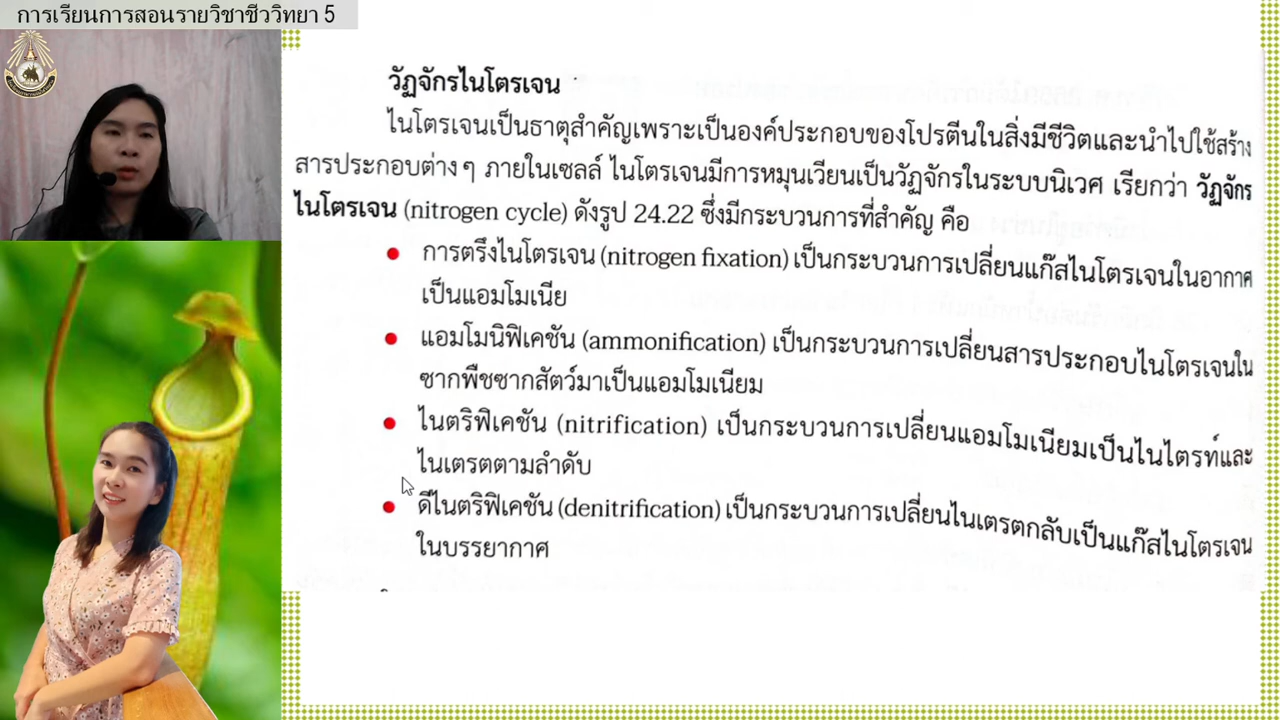 การเรียนการสอนรายวิชาชีววิทยา 5
วัฏจักรไนโตรเจน
ไนโตรเจนเป็นธาตุสำคัญเพราะเป็นองค์ประกอบของโปรตีนในสิ่งมีชีวิตและนำไปใช้สร้าง
สารประกอบต่าง ๆ ภายในเซลล์ ไนโตรเจนมีการหมุนเวียนเป็นวัฏจักรในระบบนิเวศ เรียกว่า วัฏจักร
ไนโตรเจน (nitrogen cycle) ดังรูป 24.22 ซึ่งมีกระบวนการที่สำคัญ คือ
● การตรึงไนโตรเจน (nitrogen fixation) เป็นกระบวนการเปลี่ยนแก๊สไนโตรเจนในอากาศ
เป็นแอมโมเนีย
● แอมโมนิฟิเคชัน (ammonification) เป็นกระบวนการเปลี่ยนสารประกอบไนโตรเจนใน
ซากพืชซากสัตว์มาเป็นแอมโมเนียม
● ไนตริฟิเคชัน (nitrification) เป็นกระบวนการเปลี่ยนแอมโมเนียมเป็นไนไตรท์และ
ไนเตรตตามลำดับ
● ดีไนตริฟิเคชัน (denitrification) เป็นกระบวนการเปลี่ยนไนเตรตกลับเป็นแก๊สไนโตรเจน
ในบรรยากาศ